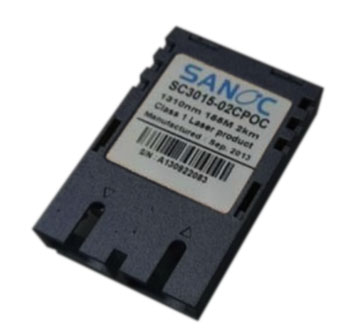 SANOC
SC3015-02CPOC
1310nm 155M 2km
Class 1 Laser product
Manufactured : Sep. 2013
S/N : A130922083